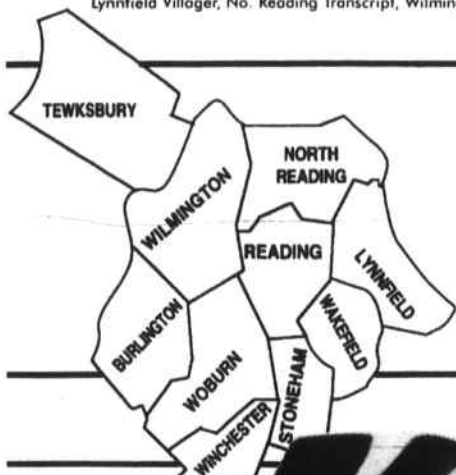 Lynnfield Villager, No. Reading Transcript, Wilmin
TEWKSBURY
NORTH
READING
WILMINGTON
READING
LYNNFIELD
BURLINGTON
WAKEFIELD
WOBURN
STONEHAM
WINCHESTER